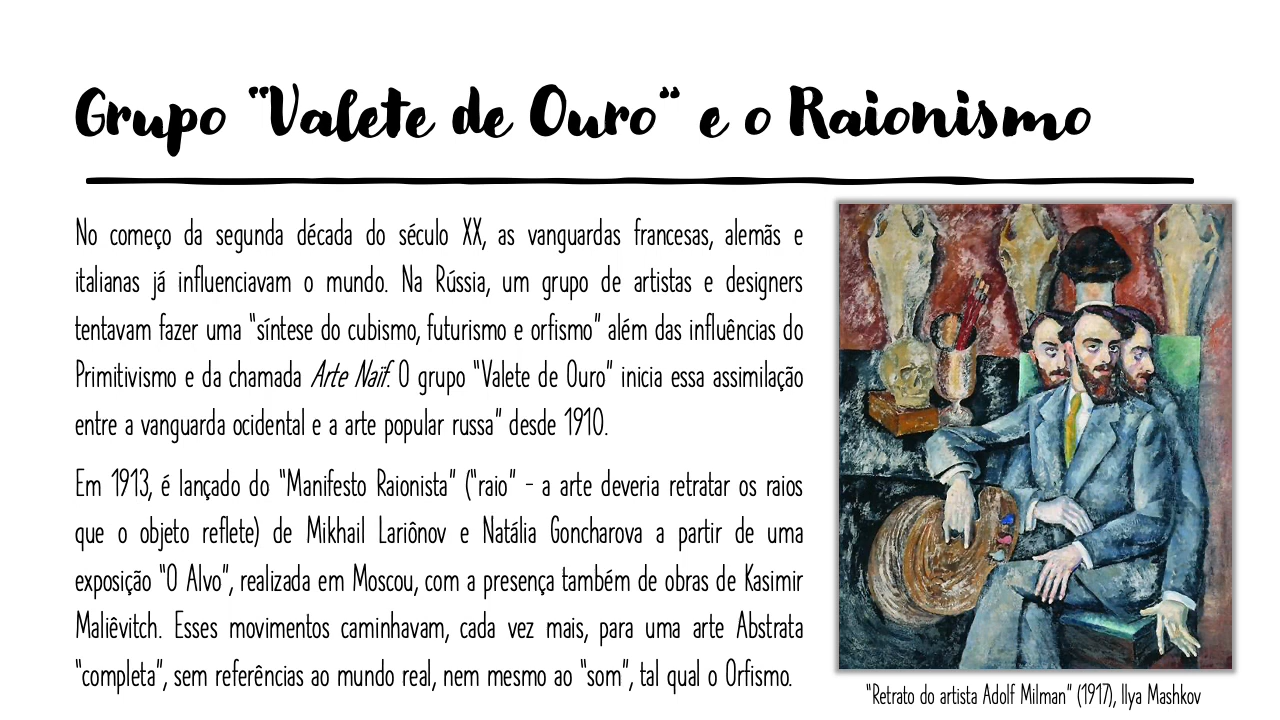 Grupo “Valete de Ouro” e o Raionismo
No começo da segunda década do século XX, as vanguardas francesas, alemãs e
italianas já influenciavam o mundo. Na Rússia, um grupo de artistas e designers
tentavam fazer uma “síntese do cubismo, futurismo e orfismo” além das influências do
Primitivismo e da chamada Arte Naïf. O grupo “Valete de Ouro” inicia essa assimilação
entre a vanguarda ocidental e a arte popular russa” desde 1910.
Em 1913, é lançado do “Manifesto Raionista” (“raio” - a arte deveria retratar os raios
que o objeto reflete) de Mikhail Lariônov e Natália Goncharova a partir de uma
exposição “O Alvo”, realizada em Moscou, com a presença também de obras de Kasimir
Maliêvitch. Esses movimentos caminhavam, cada vez mais, para uma arte Abstrata
“completa”, sem referências ao mundo real, nem mesmo ao “som”, tal qual o Orfismo.
“Retrato do artista Adolf Milman” (1917), Ilya Mashkov